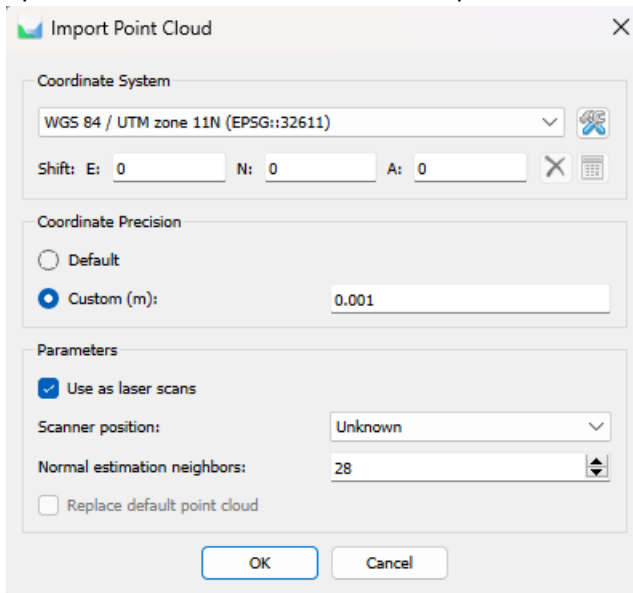 Import Point Cloud
Coordinate System
WGS 84 / UTM zone 11N (EPSG::32611)
Shift: E: 0 N: 0 A: 0
Coordinate Precision
Default
Custom (m): 0.001
Parameters
Use as laser scans
Scanner position: Unknown
Normal estimation neighbors: 28
Replace default point cloud
OK Cancel